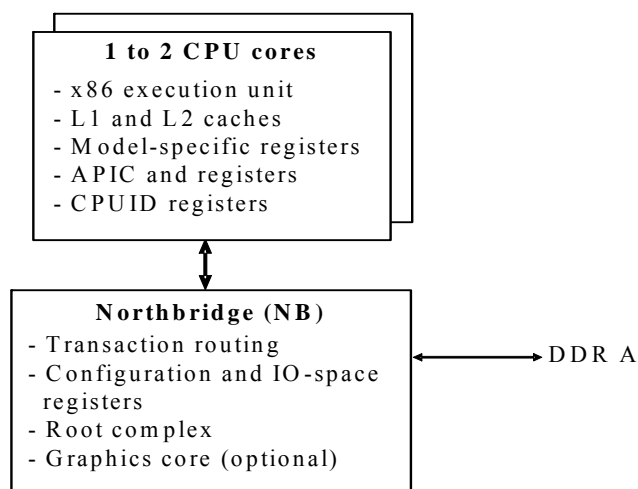 1 to 2 CPU cores
- x86 execution unit
- L1 and L2 caches
- Model-specific registers
- APIC and registers
- CPUID registers
Northbridge (NB)
- Transaction routing
- Configuration and IO-space
registers
- Root complex
- Graphics core (optional)
DDR A